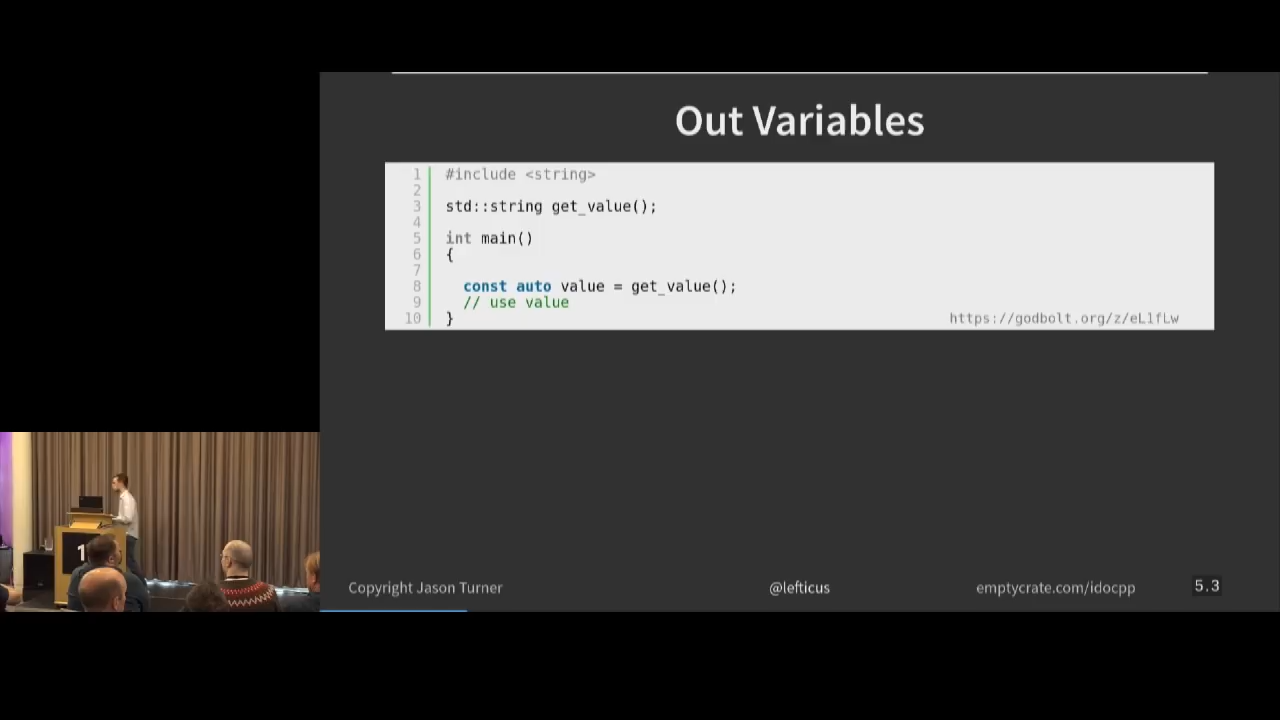 Out Variables
1 #include <string>
2
3 std::string get_value();
4
5 int main()
6 {
7
8 const auto value = get_value();
9 // use value
10 }
https://godbolt.org/z/eL1fLw
Copyright Jason Turner
@lefticus
emptycrate.com/idocpp
5.3
1